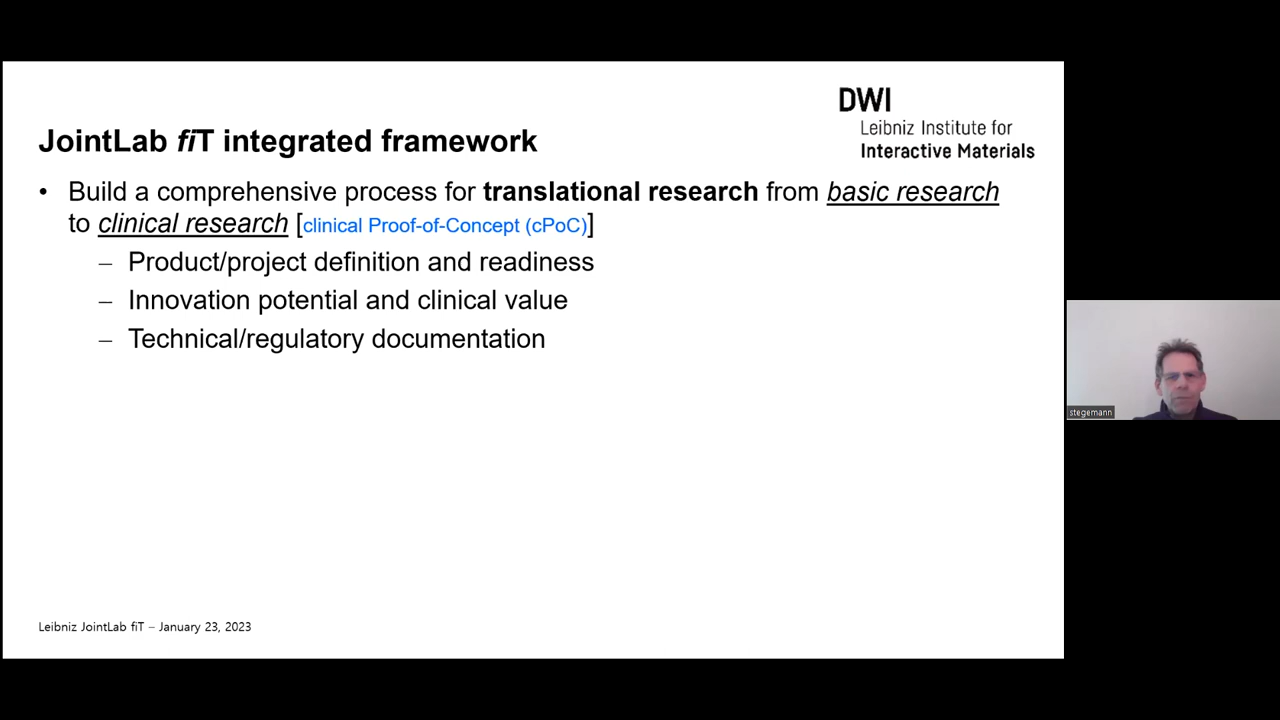 DWI
Leibniz Institute for
Interactive Materials
JointLab fiT integrated framework
• Build a comprehensive process for translational research from basic research
to clinical research [clinical Proof-of-Concept (cPoC)]
– Product/project definition and readiness
– Innovation potential and clinical value
– Technical/regulatory documentation
stegemann
Leibniz JointLab fiT – January 23, 2023